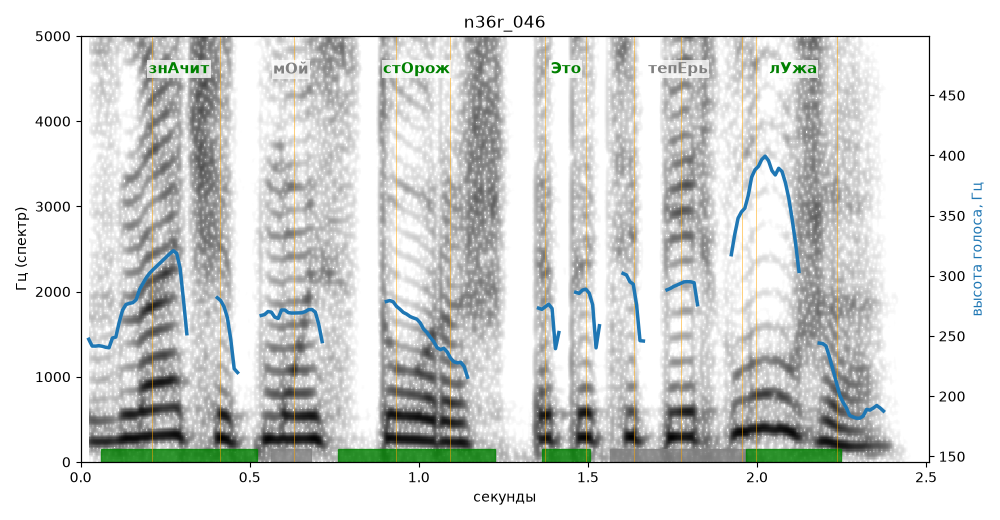 n36r_046
знАчит мОй стОрож Это тепЕрь лУжа
5000
4000
3000
2000
1000
0
Гц (спектр)
450
400
350
300
250
200
150
высота голоса, Гц
0.0 0.5 1.0 1.5 2.0 2.5
секунды